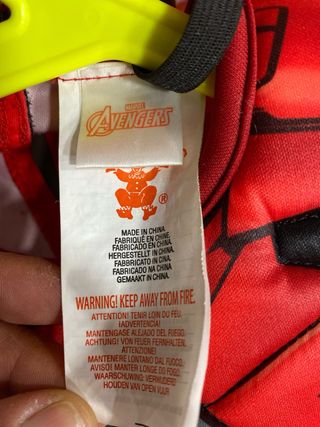 MARVEL
AVENGERS
®
MADE IN CHINA
FABRIQUÉ EN CHINE
FABRICADO EN CHINA
HERGESTELLT IN CHINA
FABBRICATO IN CINA
FABRICADO NA CHINA
GEMAAKT IN CHINA
WARNING! KEEP AWAY FROM FIRE.
ATTENTION! TENIR LOIN DU FEU.
¡ADVERTENCIA!
MANTENGASE ALEJADO DEL FUEGO.
ACHTUNG! VON FEUER FERNHALTEN.
ATTENZIONE!
MANTENERE LONTANO DAL FUOCO.
AVISO! MANTER LONGE DO FOGO.
WAARSCHUWING: VERWIJDERD
HOUDEN VAN OPEN VUUR